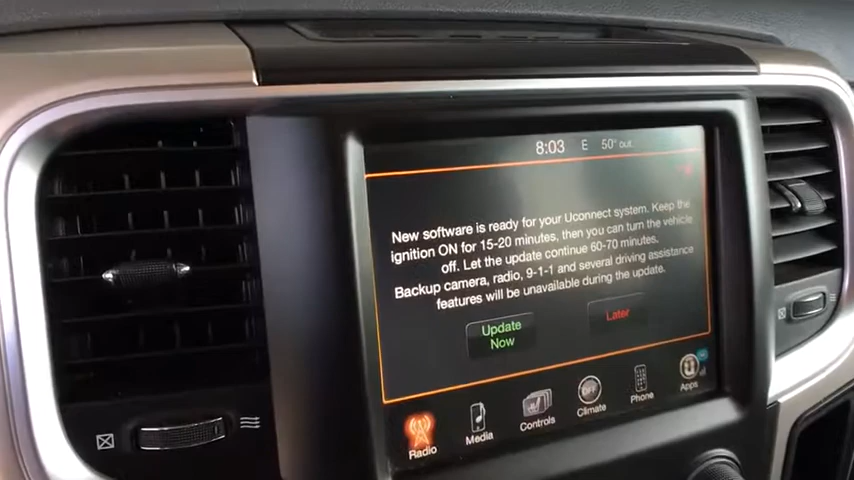 8:03 E 50° out
New software is ready for your Uconnect system. Keep the
ignition ON for 15-20 minutes, then you can turn the vehicle
off. Let the update continue 60-70 minutes.
Backup camera, radio, 9-1-1 and several driving assistance
features will be unavailable during the update.
Update
Now
Later
OFF
Radio Media Controls Climate Phone Apps